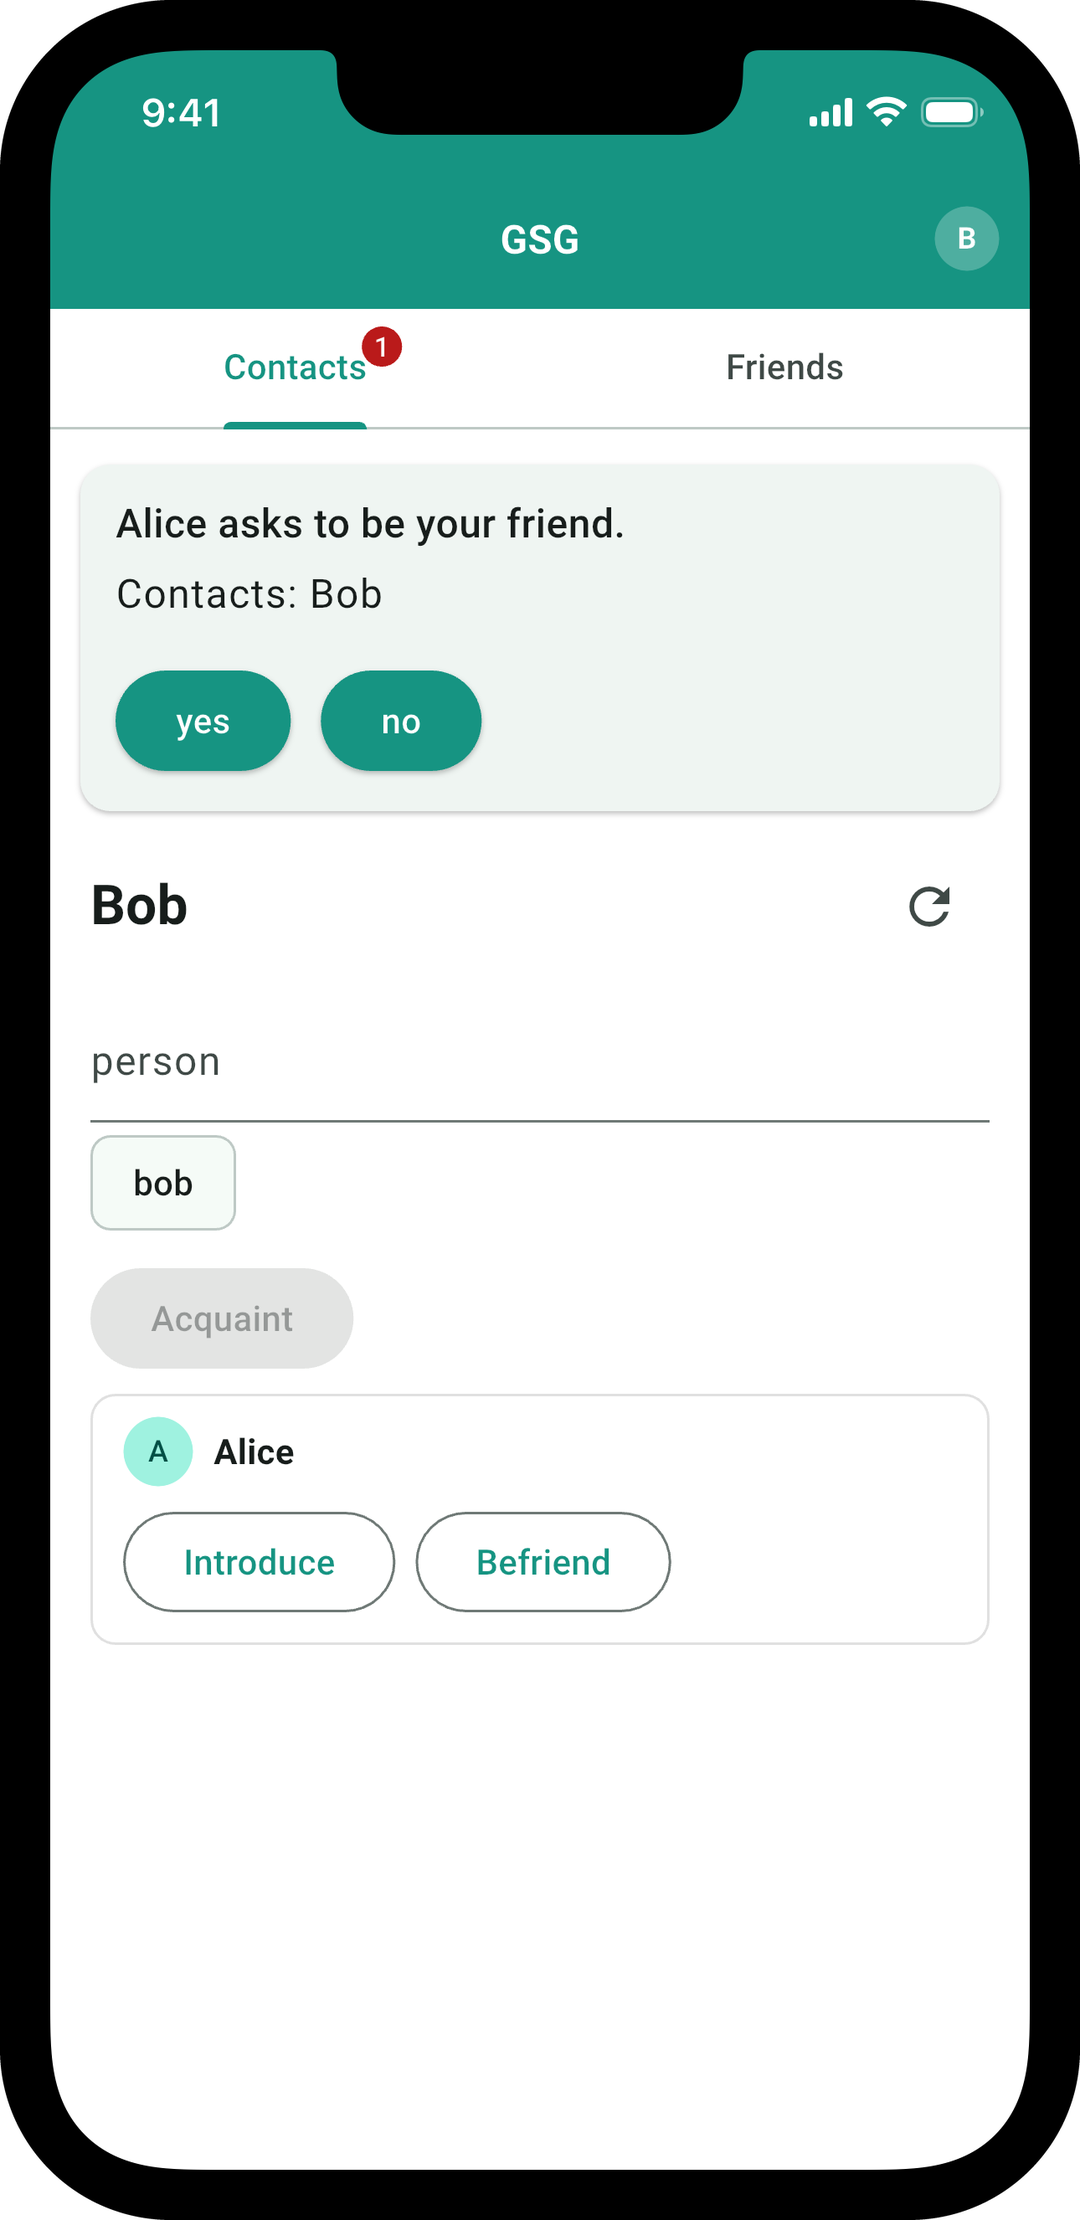 9:41
GSG
B
Contacts 1
Friends
Alice asks to be your friend.
Contacts: Bob
yes
no
Bob
person
bob
Acquaint
A
Alice
Introduce
Befriend